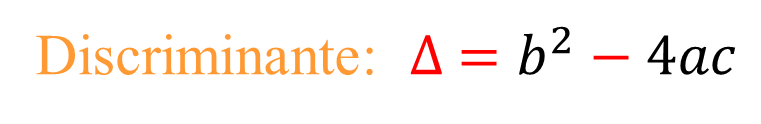 Discriminante: Δ = b² − 4ac